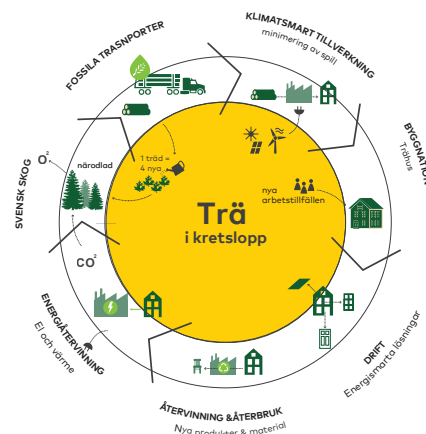 FOSSILA TRASNPORTER
KLIMATSMART TILLVERKNING
minimering av spill
BYGGNATION
Trähus
nya
arbetstillfällen
DRIFT
Energismarta lösningar
ÅTERVINNING &ÅTERBRUK
Nya produkter & material
ENERGIÅTERVINNING
El och värme
SVENSK SKOG
O²
närodlad
CO²
1 träd =
4 nya
Trä
i kretslopp